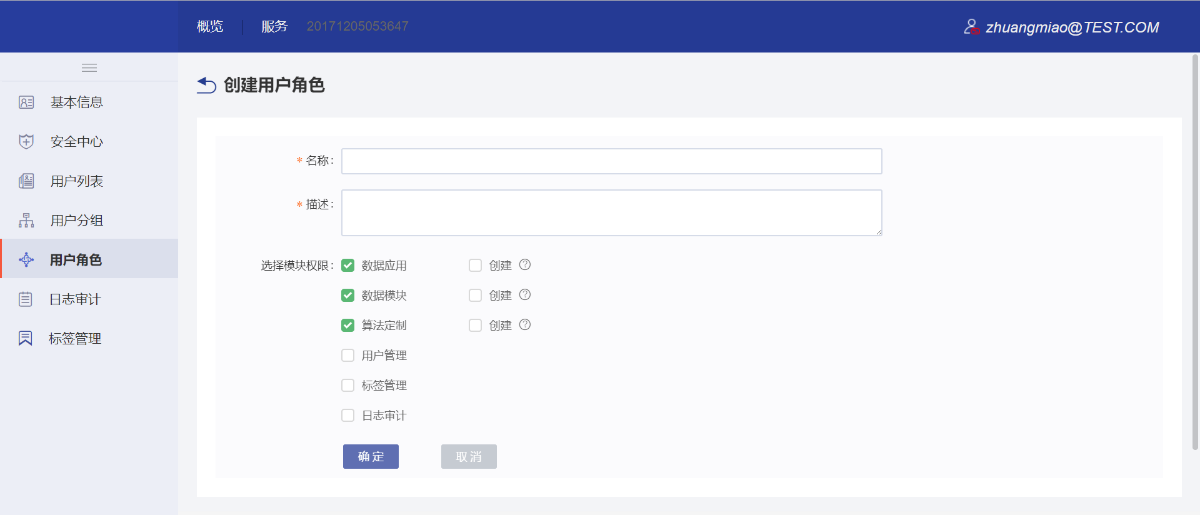 概览 服务 20171205053647 zhuangmiao@TEST.COM
基本信息
安全中心
用户列表
用户分组
用户角色
日志审计
标签管理
创建用户角色
* 名称:
* 描述:
选择模块权限: 数据应用 创建 ?
数据模块 创建 ?
算法定制 创建 ?
用户管理
标签管理
日志审计
确定 取消